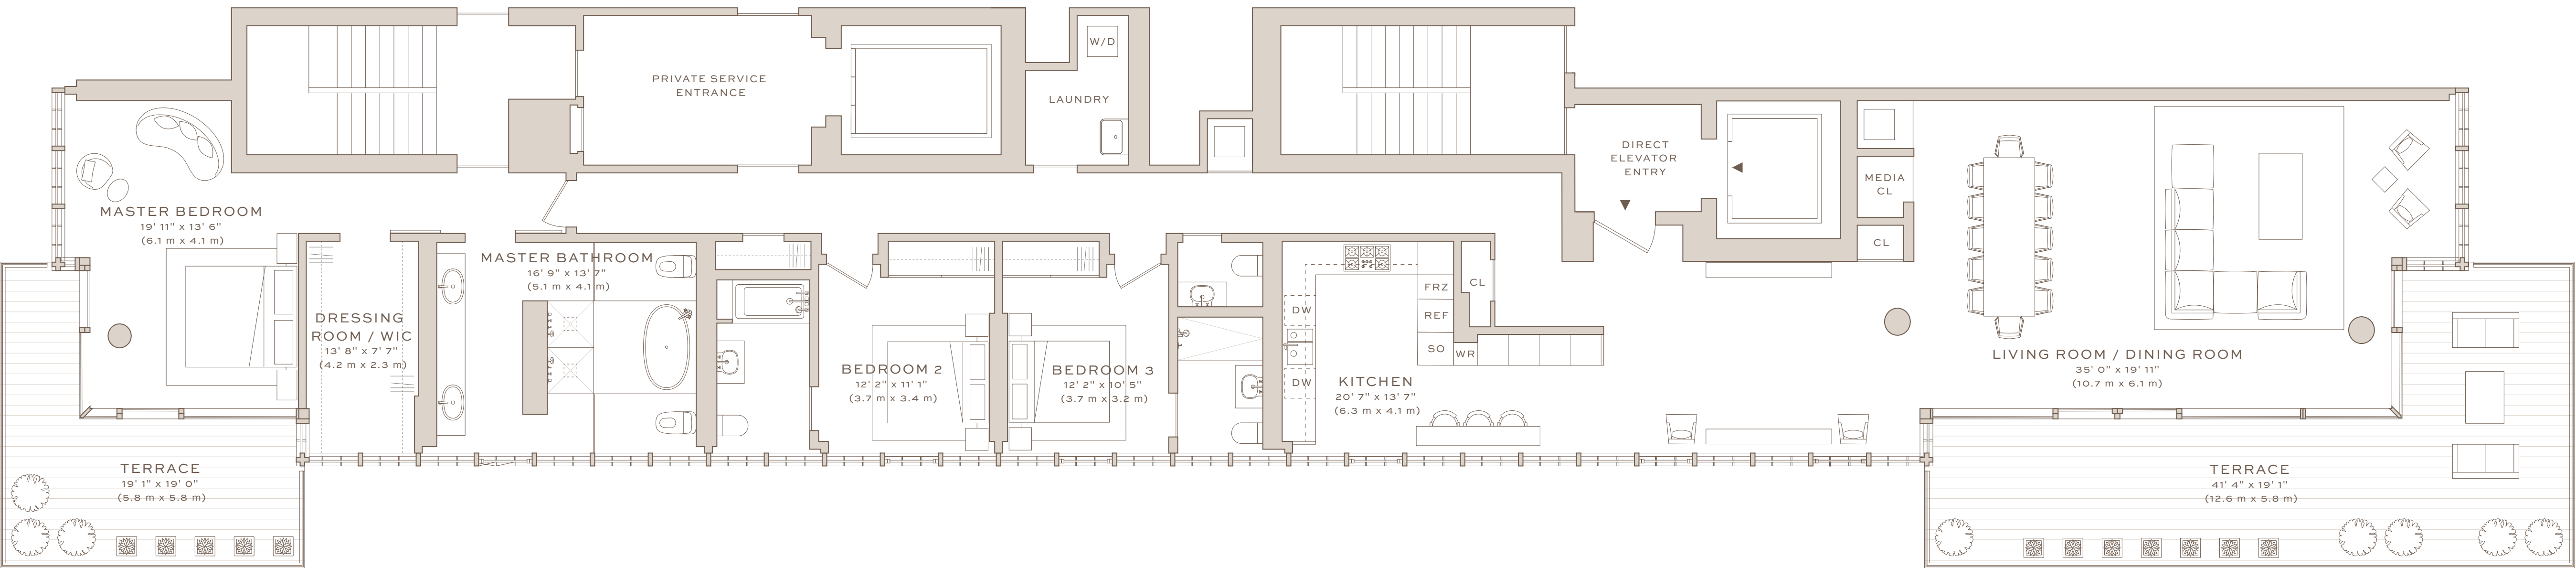 W/D
PRIVATE SERVICE
ENTRANCE
LAUNDRY
DIRECT
ELEVATOR
ENTRY
MEDIA
CL
CL
MASTER BEDROOM
19' 11" x 13' 6"
(6.1 m x 4.1 m)
MASTER BATHROOM
16' 9" x 13' 7"
(5.1 m x 4.1 m)
DRESSING
ROOM / WIC
13' 8" x 7' 7"
(4.2 m x 2.3 m)
BEDROOM 2
12' 2" x 11' 1"
(3.7 m x 3.4 m)
BEDROOM 3
12' 2" x 10' 5"
(3.7 m x 3.2 m)
DW
DW
FRZ
REF
SO
WR
CL
KITCHEN
20' 7" x 13' 7"
(6.3 m x 4.1 m)
LIVING ROOM / DINING ROOM
35' 0" x 19' 11"
(10.7 m x 6.1 m)
TERRACE
19' 1" x 19' 0"
(5.8 m x 5.8 m)
TERRACE
41' 4" x 19' 1"
(12.6 m x 5.8 m)